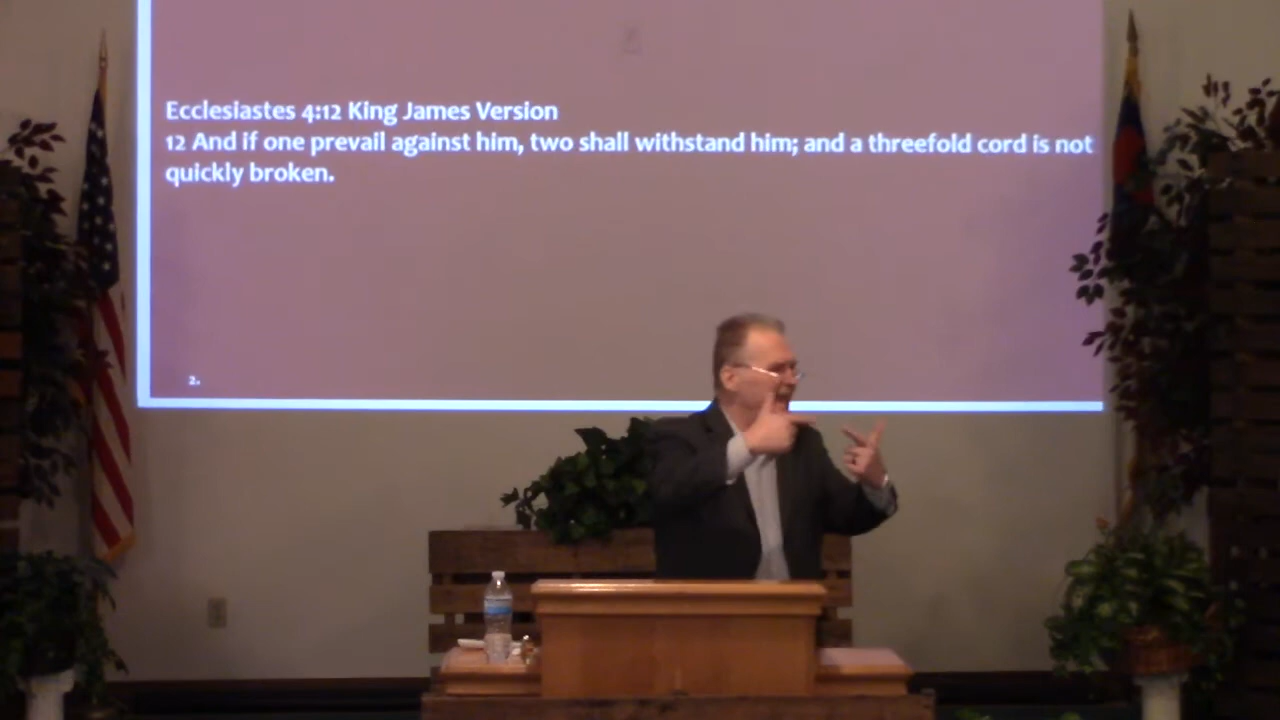 Ecclesiastes 4:12 King James Version
12 And if one prevail against him, two shall withstand him; and a threefold cord is not
quickly broken.
2.